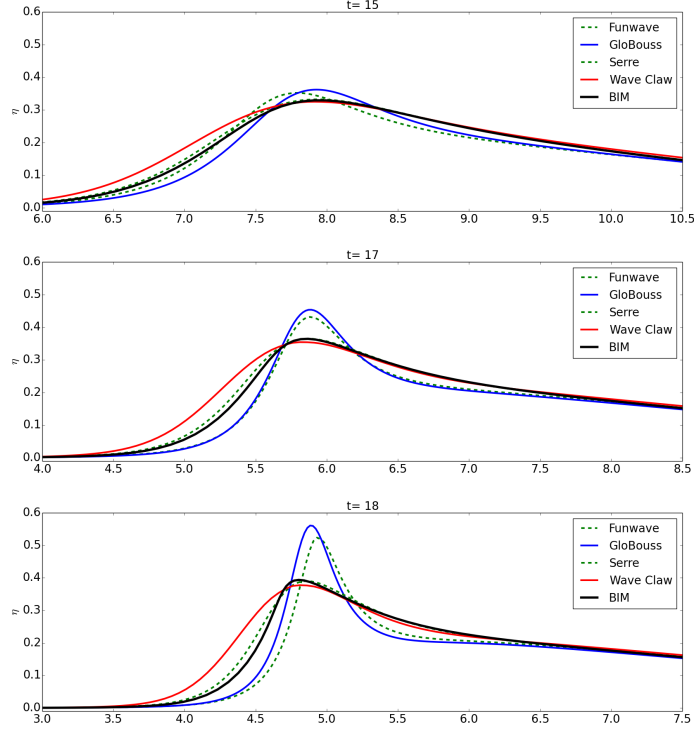 t= 15
0.6
0.5
0.4
η 0.3
0.2
0.1
0.0
6.0 6.5 7.0 7.5 8.0 8.5 9.0 9.5 10.0 10.5
Funwave
GloBouss
Serre
Wave Claw
BIM
t= 17
0.6
0.5
0.4
η 0.3
0.2
0.1
0.0
4.0 4.5 5.0 5.5 6.0 6.5 7.0 7.5 8.0 8.5
Funwave
GloBouss
Serre
Wave Claw
BIM
t= 18
0.6
0.5
0.4
η 0.3
0.2
0.1
0.0
3.0 3.5 4.0 4.5 5.0 5.5 6.0 6.5 7.0 7.5
Funwave
GloBouss
Serre
Wave Claw
BIM